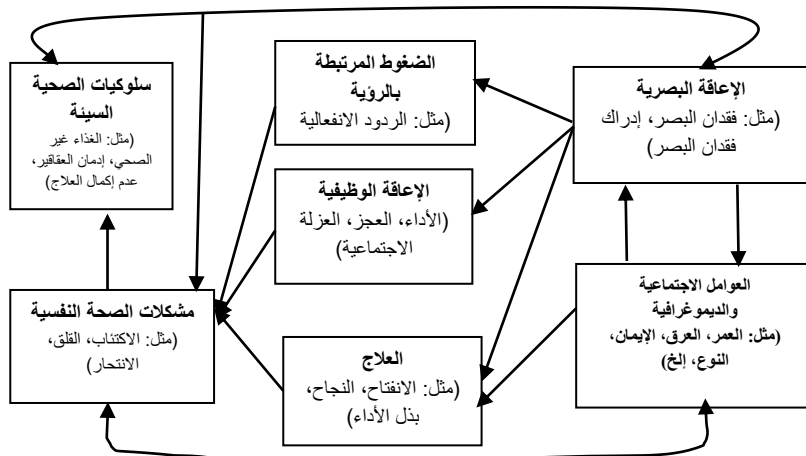 الإعاقة البصرية
(مثل: فقدان البصر، إدراك
فقدان البصر)
الضغوط المرتبطة
بالرؤية
(مثل: الردود الانفعالية
سلوكيات الصحية
السيئة
(مثل: الغذاء غير
الصحي، إدمان العقاقير،
عدم إكمال العلاج)
الإعاقة الوظيفية
(الأداء، العجز، العزلة
الاجتماعية)
العوامل الاجتماعية
والديموغرافية
(مثل: العمر، العرق، الإيمان،
النوع، إلخ)
العلاج
(مثل: الانفتاح، النجاح،
بذل الأداء)
مشكلات الصحة النفسية
(مثل: الاكتئاب، القلق،
الانتحار)